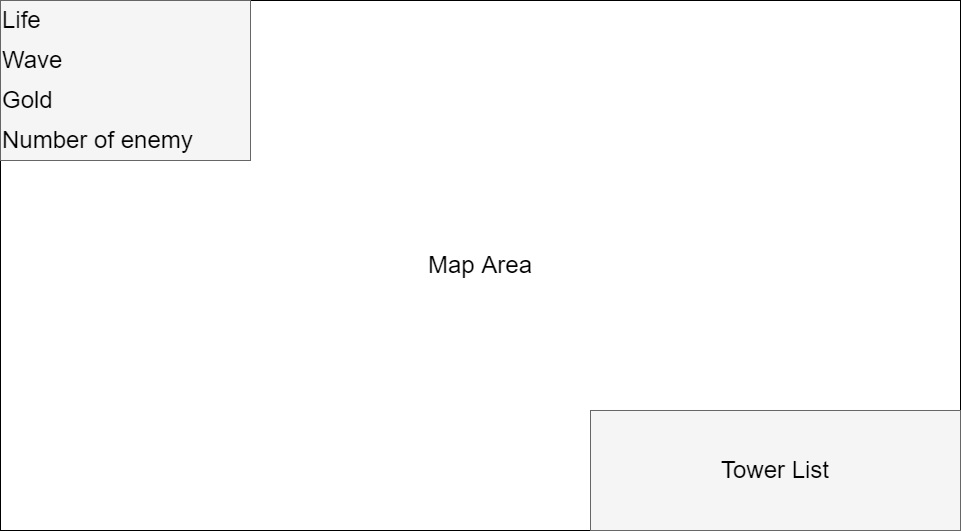 Life
Wave
Gold
Number of enemy
Map Area
Tower List